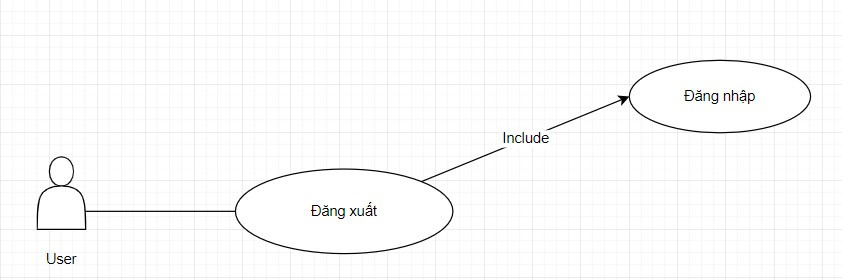 Đăng nhập
Include
Đăng xuất
User